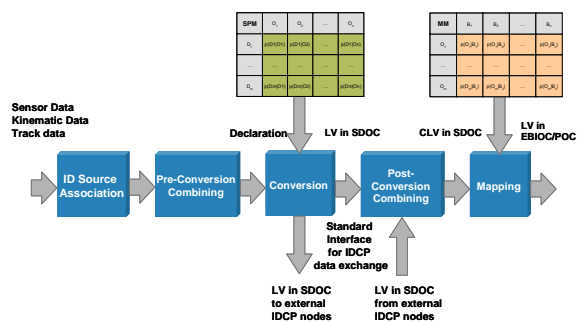 SPM O1 O2 .... On
D1 p(D1|O1) p(D1|O2) .... p(D1|On)
.... .... .... .... ....
Dm p(Dm|O1) p(Dm|O2) .... p(Dm|On)
MM B1 B2 .... Bk
O1 p(O1|B1) p(O1|B2) .... p(O1|Bk)
.... .... .... ....
p(On|B1) p(On|B2) .... p(On|Bk)
Sensor Data
Kinematic Data
Track data
Declaration
LV in SDOC
CLV in SDOC
LV in
EBIOC/POC
ID Source
Association
Pre-Conversion
Combining
Conversion
Post-
Conversion
Combining
Mapping
Standard
Interface
for IDCP
data exchange
LV in SDOC
to external
IDCP nodes
LV in SDOC
from external
IDCP nodes